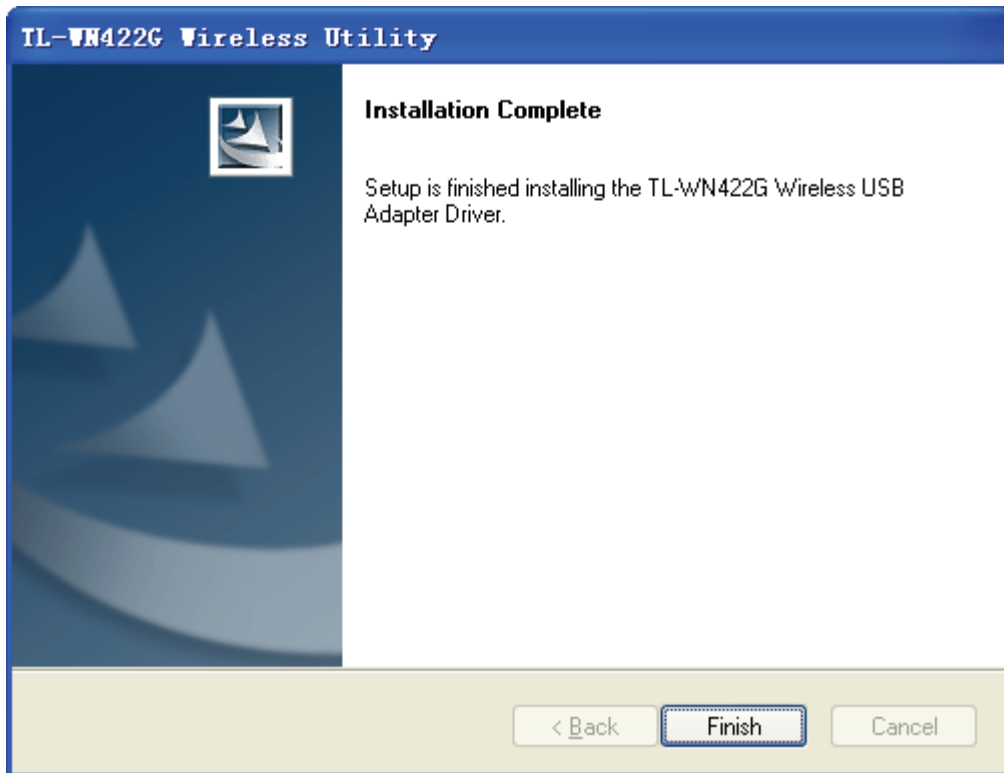 TL-WN422G Wireless Utility
Installation Complete
Setup is finished installing the TL-WN422G Wireless USB
Adapter Driver.
< Back
Finish
Cancel